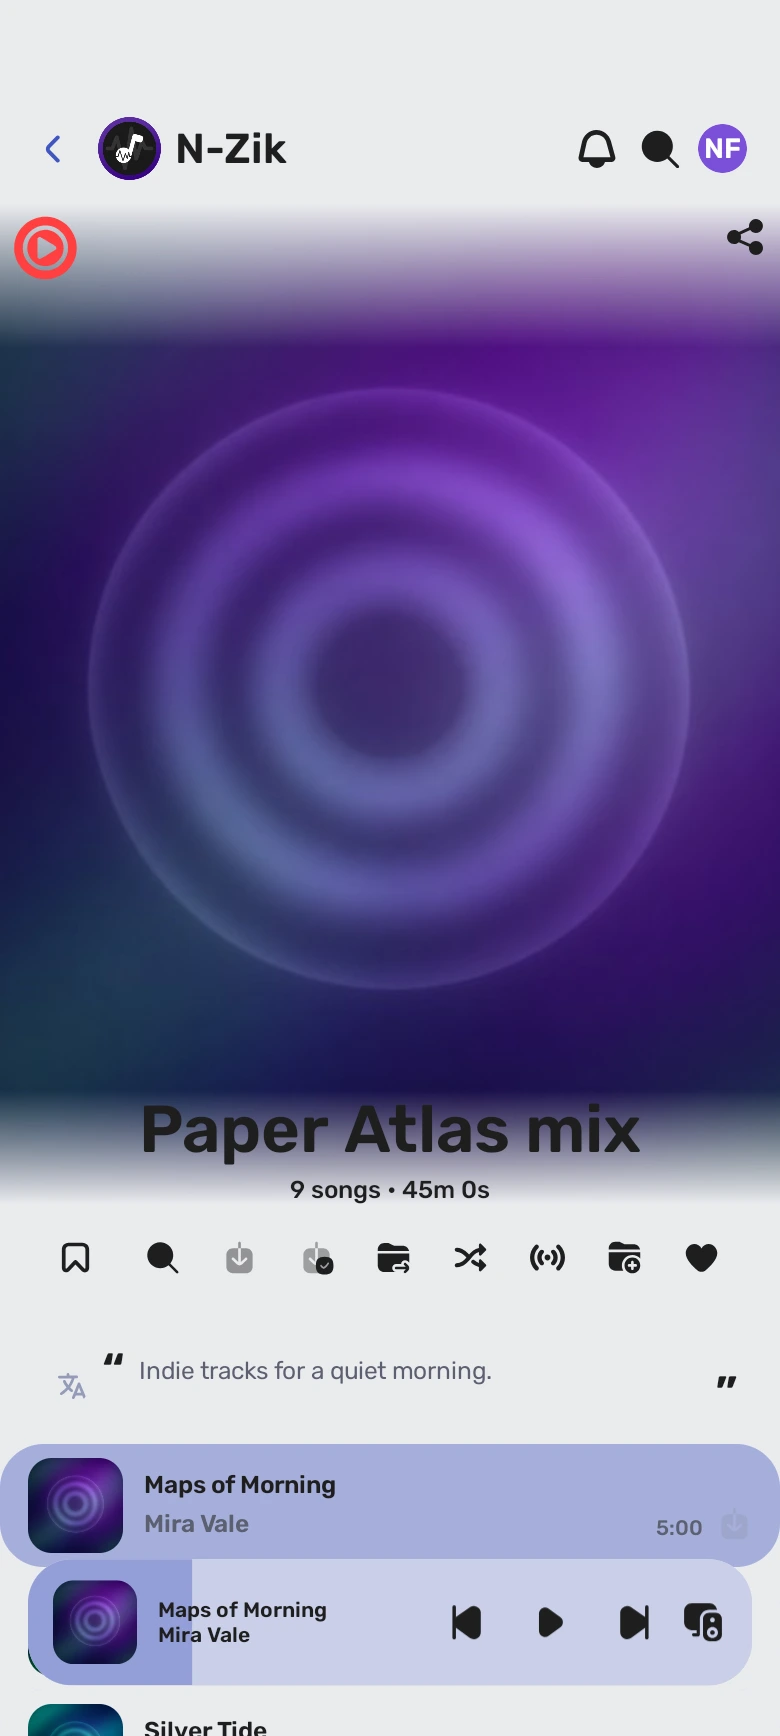 N-Zik
NF
Paper Atlas mix
9 songs • 45m 0s
“ Indie tracks for a quiet morning. ”
Maps of Morning
Mira Vale
5:00
Maps of Morning
Mira Vale
Silver Tide